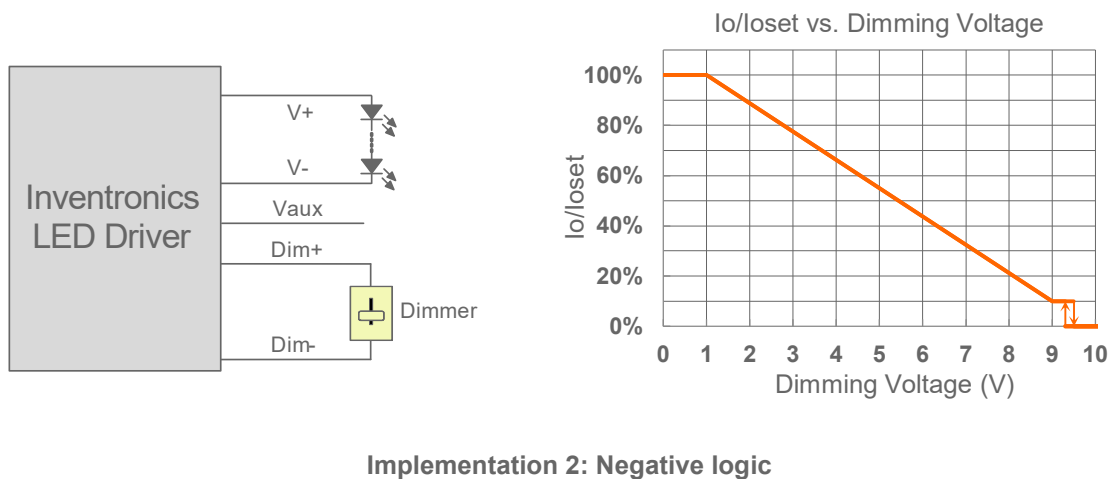 Inventronics
LED Driver
V+
V-
Vaux
Dim+
Dimmer
Dim-
Io/Ioset vs. Dimming Voltage
Io/Ioset
100%
80%
60%
40%
20%
0%
0 1 2 3 4 5 6 7 8 9 10
Dimming Voltage (V)
Implementation 2: Negative logic